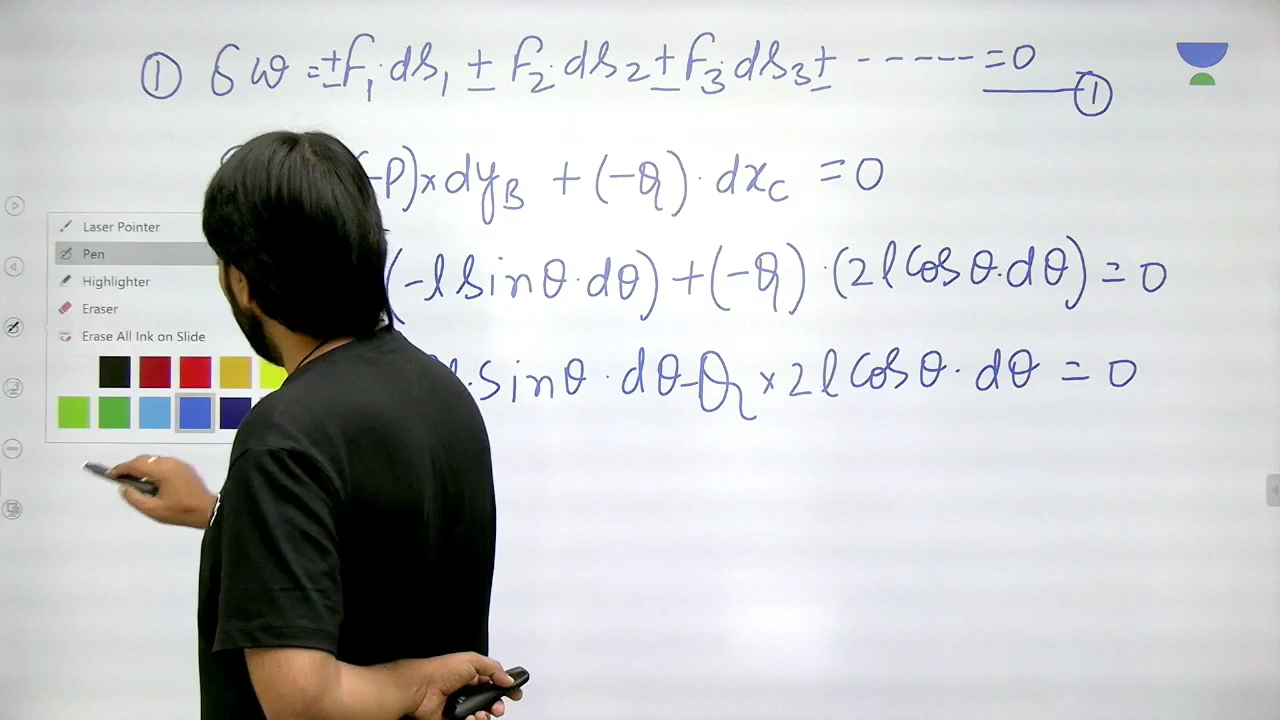 ① δω = ± F₁·ds₁ ± F₂·ds₂ ± F₃·ds₃ ± ------ = 0 —— ①
P)×dy_B + (-Q)·dx_C = 0
Laser Pointer
Pen
(-l sinθ·dθ) + (-Q)·(2l cosθ·dθ) = 0
Highlighter
Eraser
Erase All Ink on Slide
·sinθ·dθ-Q×2l cosθ·dθ = 0